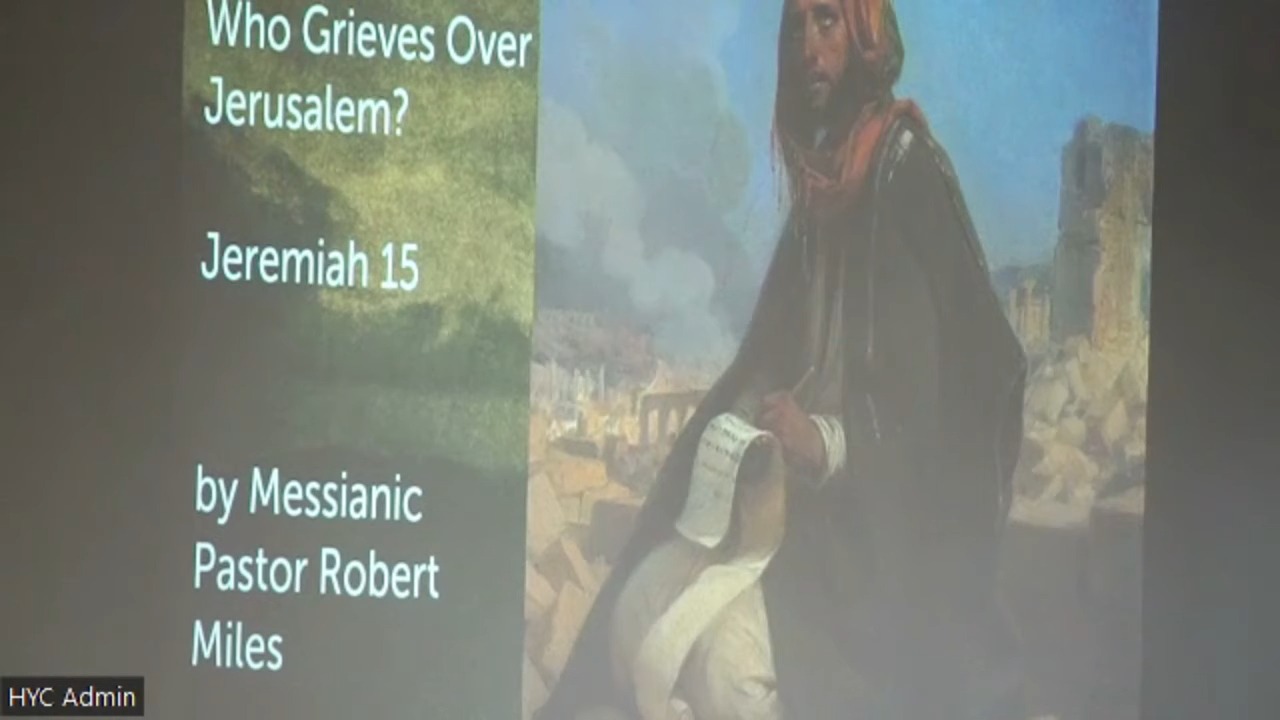 Who Grieves Over
Jerusalem?
Jeremiah 15
by Messianic
Pastor Robert
Miles
HYC Admin